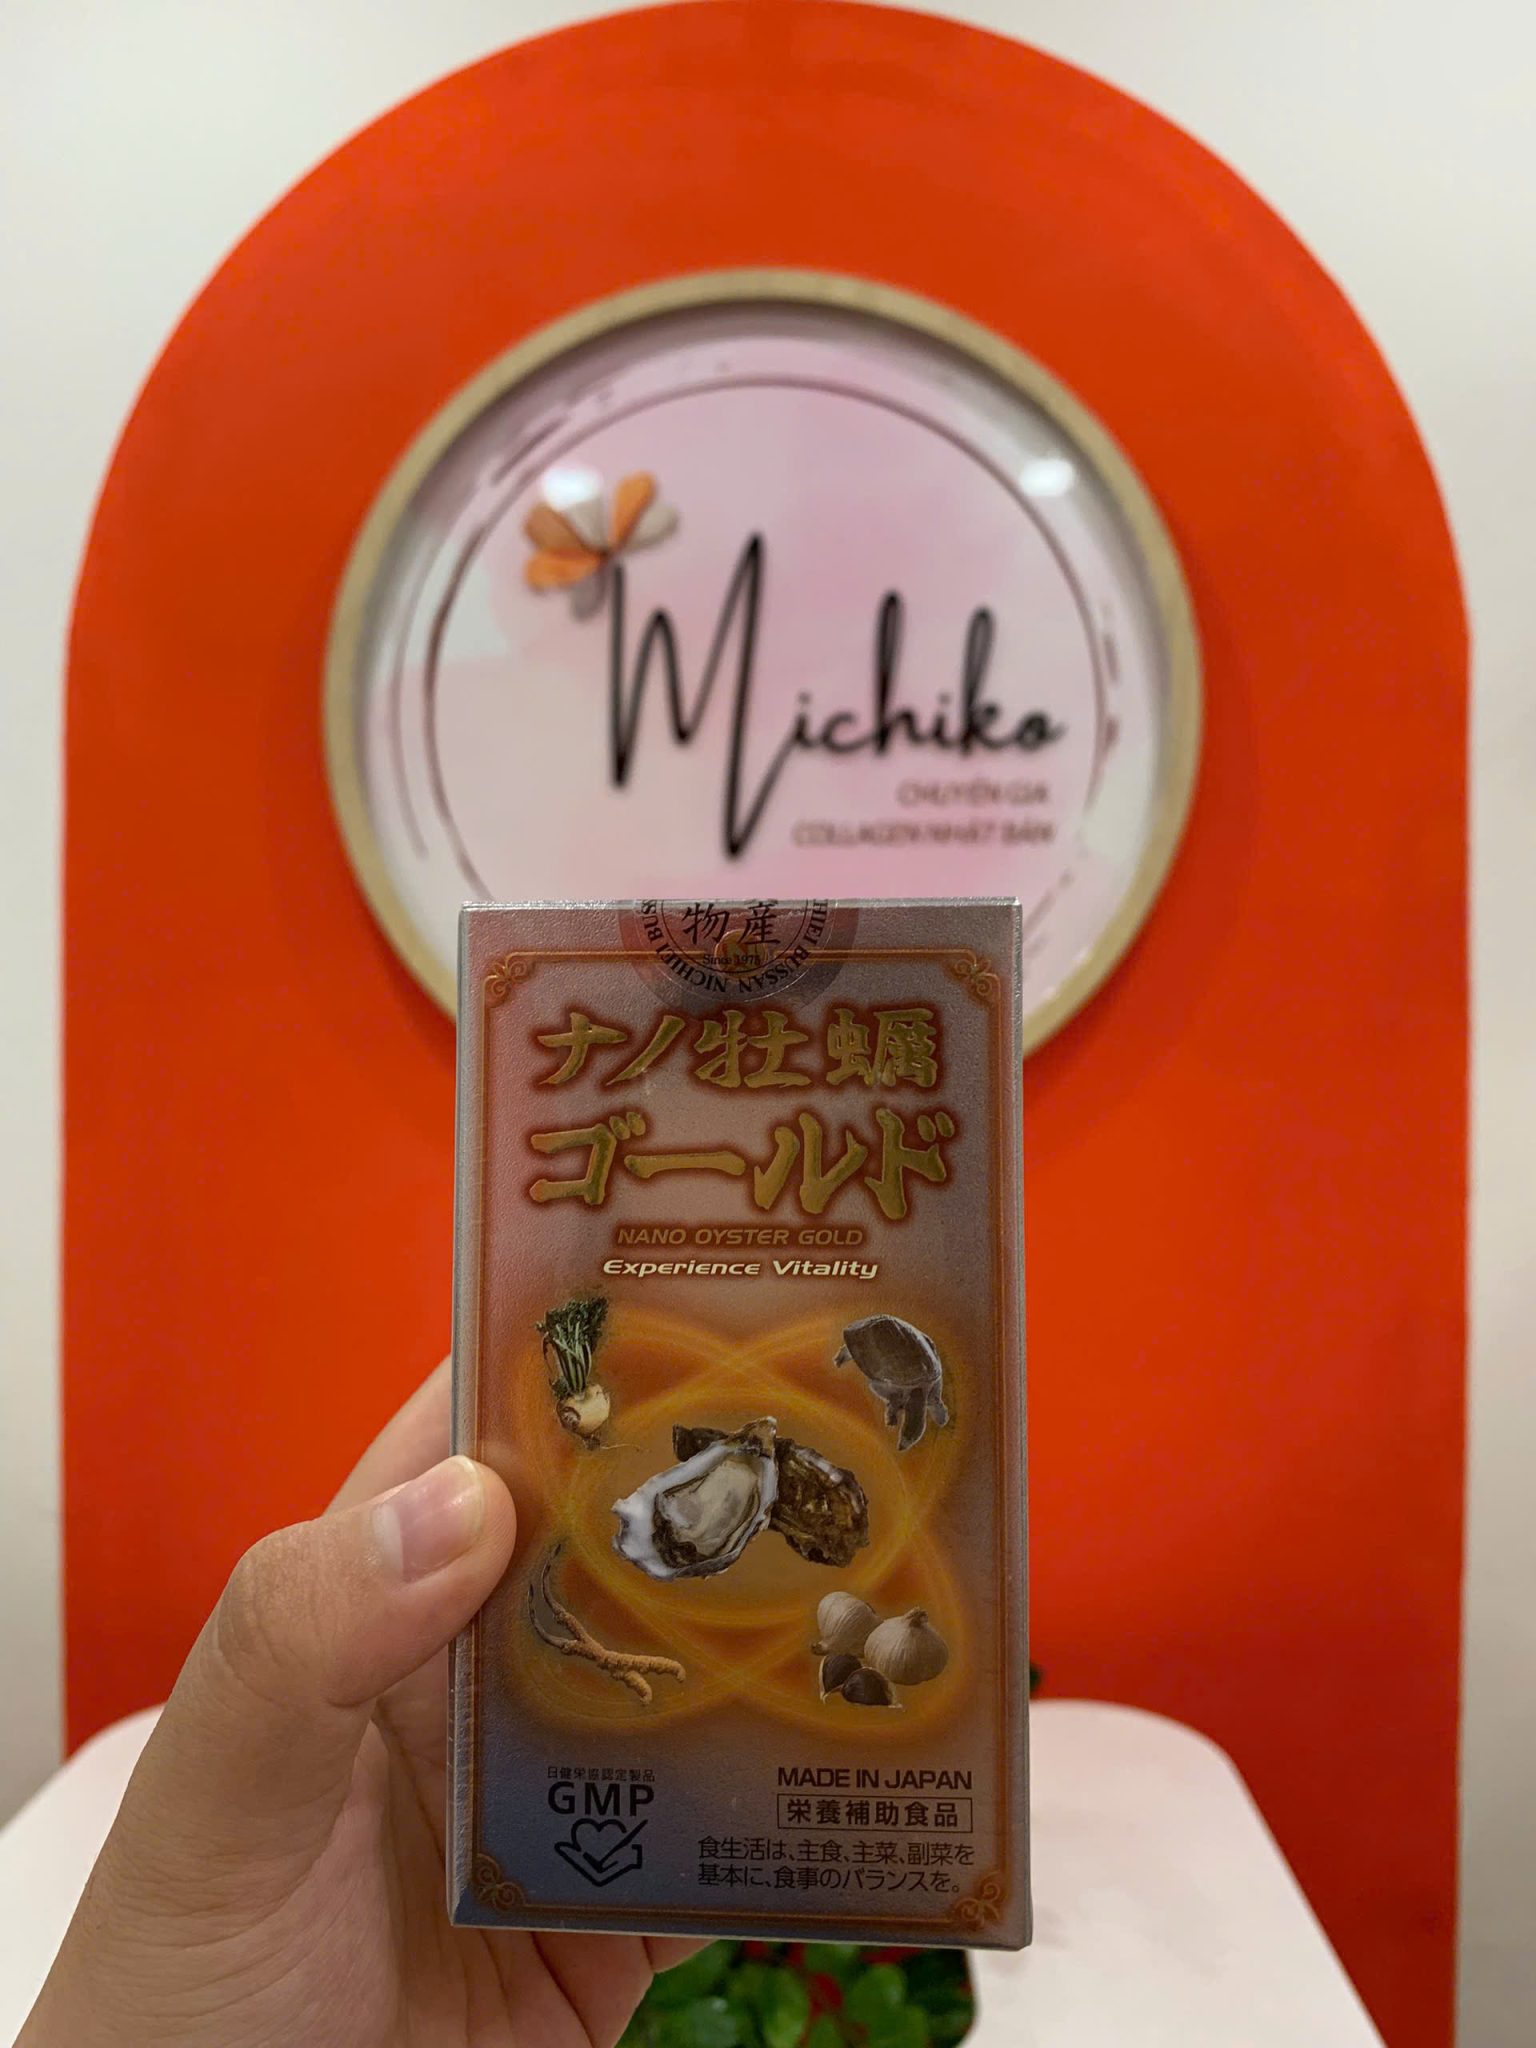 Michiko
CHUYÊN GIA
COLLAGEN NHẬT BẢN
物産
Since 1975
NICHIEI BUSSAN
ナノ牡蠣
ゴールド
NANO OYSTER GOLD
Experience Vitality
日健栄協認定製品
GMP
MADE IN JAPAN
栄養補助食品
食生活は、主食、主菜、副菜を
基本に、食事のバランスを。